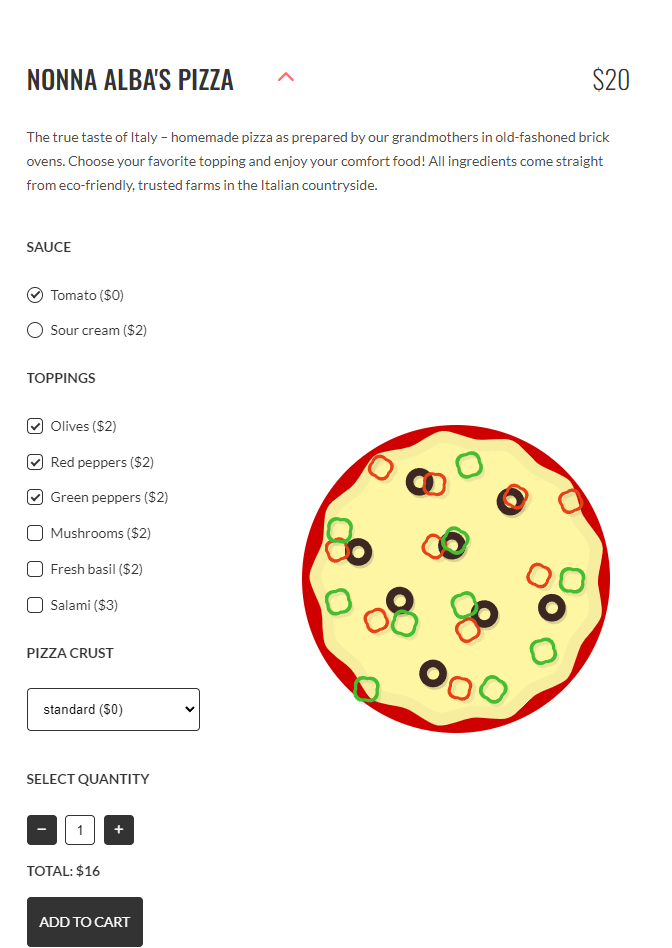 NONNA ALBA'S PIZZA
$20
The true taste of Italy – homemade pizza as prepared by our grandmothers in old-fashoned brick
ovens. Choose your favorite topping and enjoy your comfort food! All ingredients come straight
from eco-friendly, trusted farms in the Italian countryside.
SAUCE
Tomato ($0)
Sour cream ($2)
TOPPINGS
Olives ($2)
Red peppers ($2)
Green peppers ($2)
Mushrooms ($2)
Fresh basil ($2)
Salami ($3)
PIZZA CRUST
standard ($0)
SELECT QUANTITY
− 1 +
TOTAL: $16
ADD TO CART